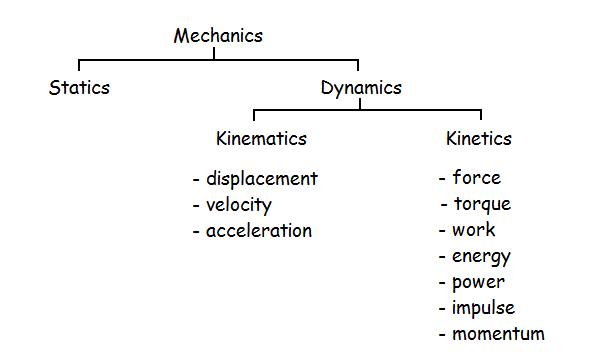 Mechanics
Statics
Dynamics
Kinematics
- displacement
- velocity
- acceleration
Kinetics
- force
- torque
- work
- energy
- power
- impulse
- momentum